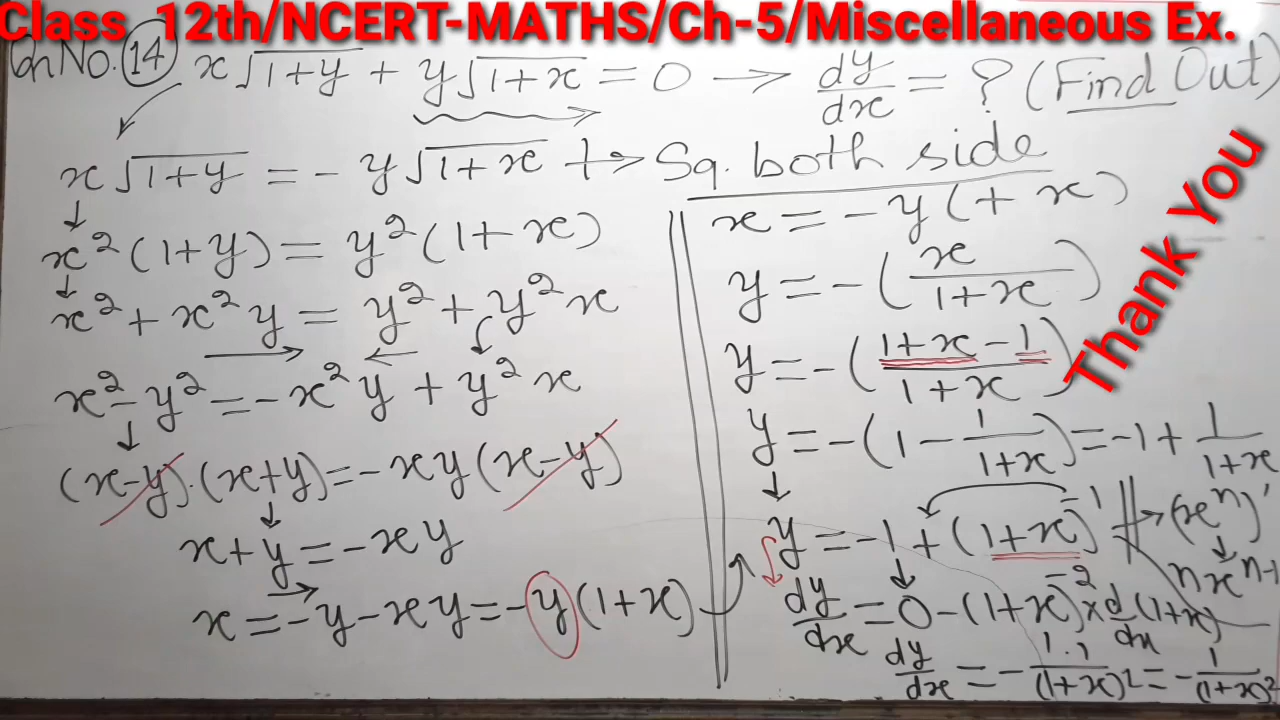 Class 12th/NCERT-MATHS/Ch-5/Miscellaneous Ex.
No. 14 x√1+y + y√1+x = 0 → dy/dx = ? (Find Out)
x√1+y = - y√1+x → Sq. both side
x²(1+y) = y²(1+x)
x² + x²y = y² + y²x
x² - y² = -x²y + y²x
(x-y).(x+y) = -xy(x-y)
x+y = -xy
x = -y - xy = -y(1+x)
x = -y(1+x)
y = -(x/1+x)
y = -(1+x-1/1+x)
y = -(1 - 1/1+x) = -1 + 1/1+x
y = -1 + (1+x)⁻¹ → (xⁿ)'
nxⁿ⁻¹
dy/dx = 0 - (1+x)⁻² × d/dx (1+x)
dy/dx = - 1.1/(1+x)² = - 1/(1+x)²
Thank You